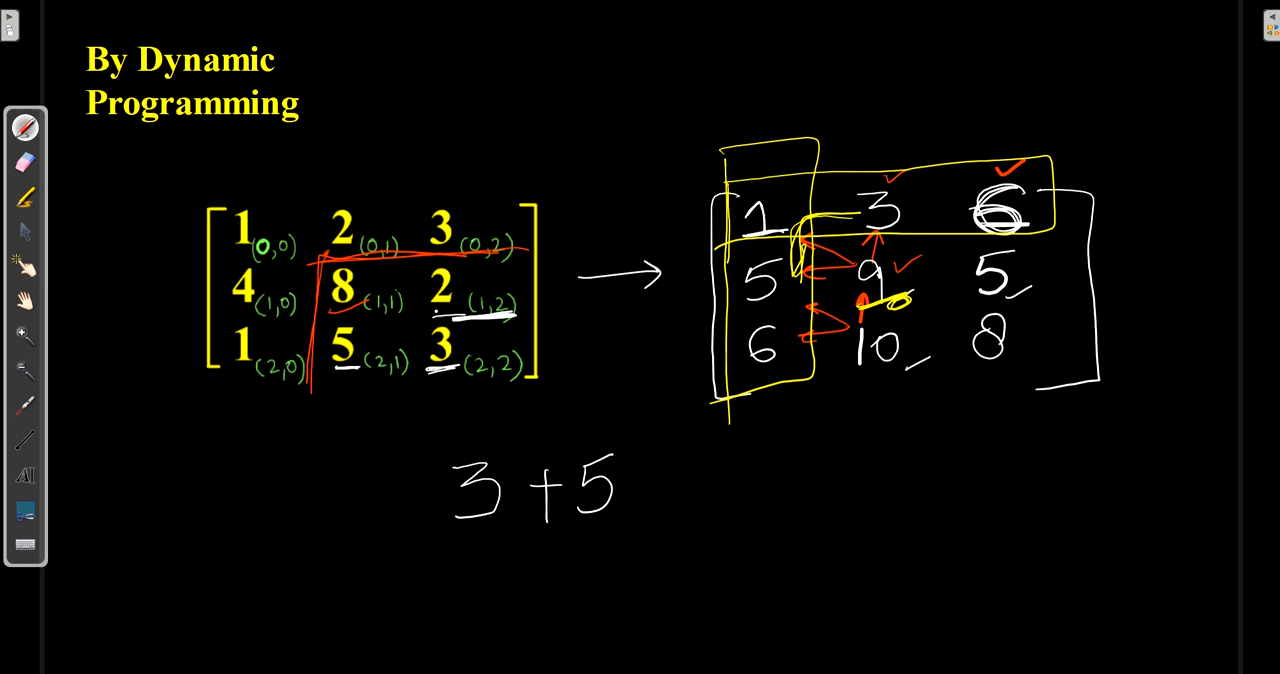 By Dynamic
Programming
1(0,0) 2(0,1) 3(0,2)
4(1,0) 8(1,1) 2(1,2)
1(2,0) 5(2,1) 3(2,2)
1 3 6
5 9 5
6 10 8
3+5
AI